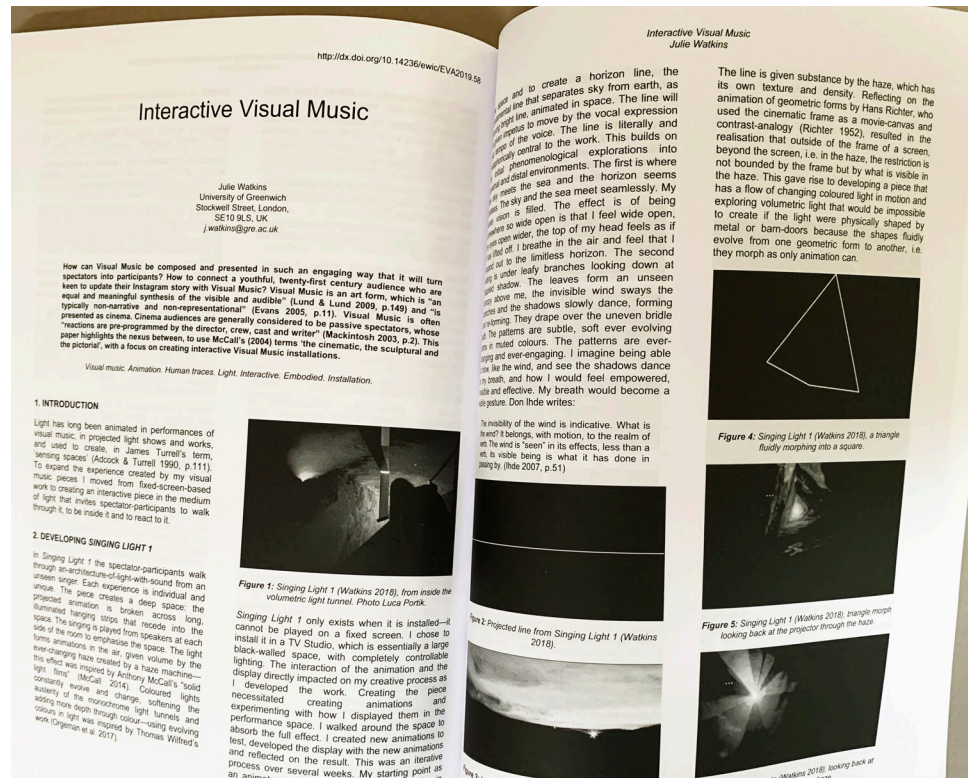 http://dx.doi.org/10.14236/ewic/EVA2019.58
Interactive Visual Music
Julie Watkins
University of Greenwich
Stockwell Street, London,
SE10 9LS, UK
j.watkins@gre.ac.uk
How can Visual Music be composed and presented in such an engaging way that it will turn
spectators into participants? How to connect a youthful, twenty-first century audience who are
keen to update their Instagram story with Visual Music? Visual Music is an art form, which is "an
equal and meaningful synthesis of the visible and audible" (Lund & Lund 2009, p.149) and "is
typically non-narrative and non-representational" (Evans 2005, p.11). Visual Music is often
presented as cinema. Cinema audiences are generally considered to be passive spectators, whose
"reactions are pre-programmed by the director, crew, cast and writer" (Mackintosh 2003, p.2). This
paper highlights the nexus between, to use McCall's (2004) terms 'the cinematic, the sculptural and
the pictorial', with a focus on creating interactive Visual Music installations.
Visual music. Animation. Human traces. Light. Interactive. Embodied. Installation.
1. INTRODUCTION
Light has long been animated in performances of
visual music, in projected light shows and works,
and used to create, in James Turrell's term,
'sensing spaces' (Adcock & Turrell 1990, p.111).
To expand the experience created by my visual
music pieces I moved from fixed-screen-based
work to creating an interactive piece in the medium
of light that invites spectator-participants to walk
through it, to be inside it and to react to it.
2. DEVELOPING SINGING LIGHT 1
In Singing Light 1 the spectator-participants walk
through an-architecture-of-light-with-sound from an
unseen singer. Each experience is individual and
unique. The piece creates a deep space: the
projected animation is broken across long,
illuminated hanging strips that recede into the
space. The singing is played from speakers at each
side of the room to emphasise the space. The light
forms animations in the air, given volume by the
ever-changing haze created by a haze machine—
this effect was inspired by Anthony McCall's "solid
light films" (McCall 2014). Coloured lights
constantly evolve and change, softening the
austerity of the monochrome light tunnels and
adding more depth through colour—using evolving
colours in light was inspired by Thomas Wilfred's
work (Orgeman et al. 2017).
Figure 1: Singing Light 1 (Watkins 2018), from inside the
volumetric light tunnel. Photo Luca Portik.
Singing Light 1 only exists when it is installed—it
cannot be played on a fixed screen. I chose to
install it in a TV Studio, which is essentially a large
black-walled space, with completely controllable
lighting. The interaction of the animation and the
display directly impacted on my creative process as
I developed the work. Creating the piece
necessitated creating animations and
experimenting with how I displayed them in the
performance space. I walked around the space to
absorb the full effect. I created new animations to
test, developed the display with the new animations
and reflected on the result. This was an iterative
process over several weeks. My starting point as
Interactive Visual Music
Julie Watkins
space and to create a horizon line, the
line that separates sky from earth, as
bright line, animated in space. The line will
impetus to move by the vocal expression
of the voice. The line is literally and
central to the work. This builds on
phenomenological explorations into
and distal environments. The first is where
meets the sea and the horizon seems
The sky and the sea meet seamlessly. My
vision is filled. The effect is of being
so wide open is that I feel wide open,
open wider, the top of my head feels as if
lifted off. I breathe in the air and feel that I
out to the limitless horizon. The second
is under leafy branches looking down at
shadow. The leaves form an unseen
above me, the invisible wind sways the
and the shadows slowly dance, forming
re-forming. They drape over the uneven bridle
The patterns are subtle, soft ever evolving
in muted colours. The patterns are ever-
and ever-engaging. I imagine being able
like the wind, and see the shadows dance
my breath, and how I would feel empowered,
and effective. My breath would become a
gesture. Don Ihde writes:
The invisibility of the wind is indicative. What is
the wind? It belongs, with motion, to the realm of
verb. The wind is "seen" in its effects, less than a
verb, its visible being is what it has done in
passing by. (Ihde 2007, p.51)
Figure 2: Projected line from Singing Light 1 (Watkins
2018).
The line is given substance by the haze, which has
its own texture and density. Reflecting on the
animation of geometric forms by Hans Richter, who
used the cinematic frame as a movie-canvas and
contrast-analogy (Richter 1952), resulted in the
realisation that outside of the frame of a screen,
beyond the screen, i.e. in the haze, the restriction is
not bounded by the frame but by what is visible in
the haze. This gave rise to developing a piece that
has a flow of changing coloured light in motion and
exploring volumetric light that would be impossible
to create if the light were physically shaped by
metal or barn-doors because the shapes fluidly
evolve from one geometric form to another, i.e.
they morph as only animation can.
Figure 4: Singing Light 1 (Watkins 2018), a triangle
fluidly morphing into a square.
Figure 5: Singing Light 1 (Watkins 2018), triangle morph
looking back at the projector through the haze.
(Watkins 2018), looking back at